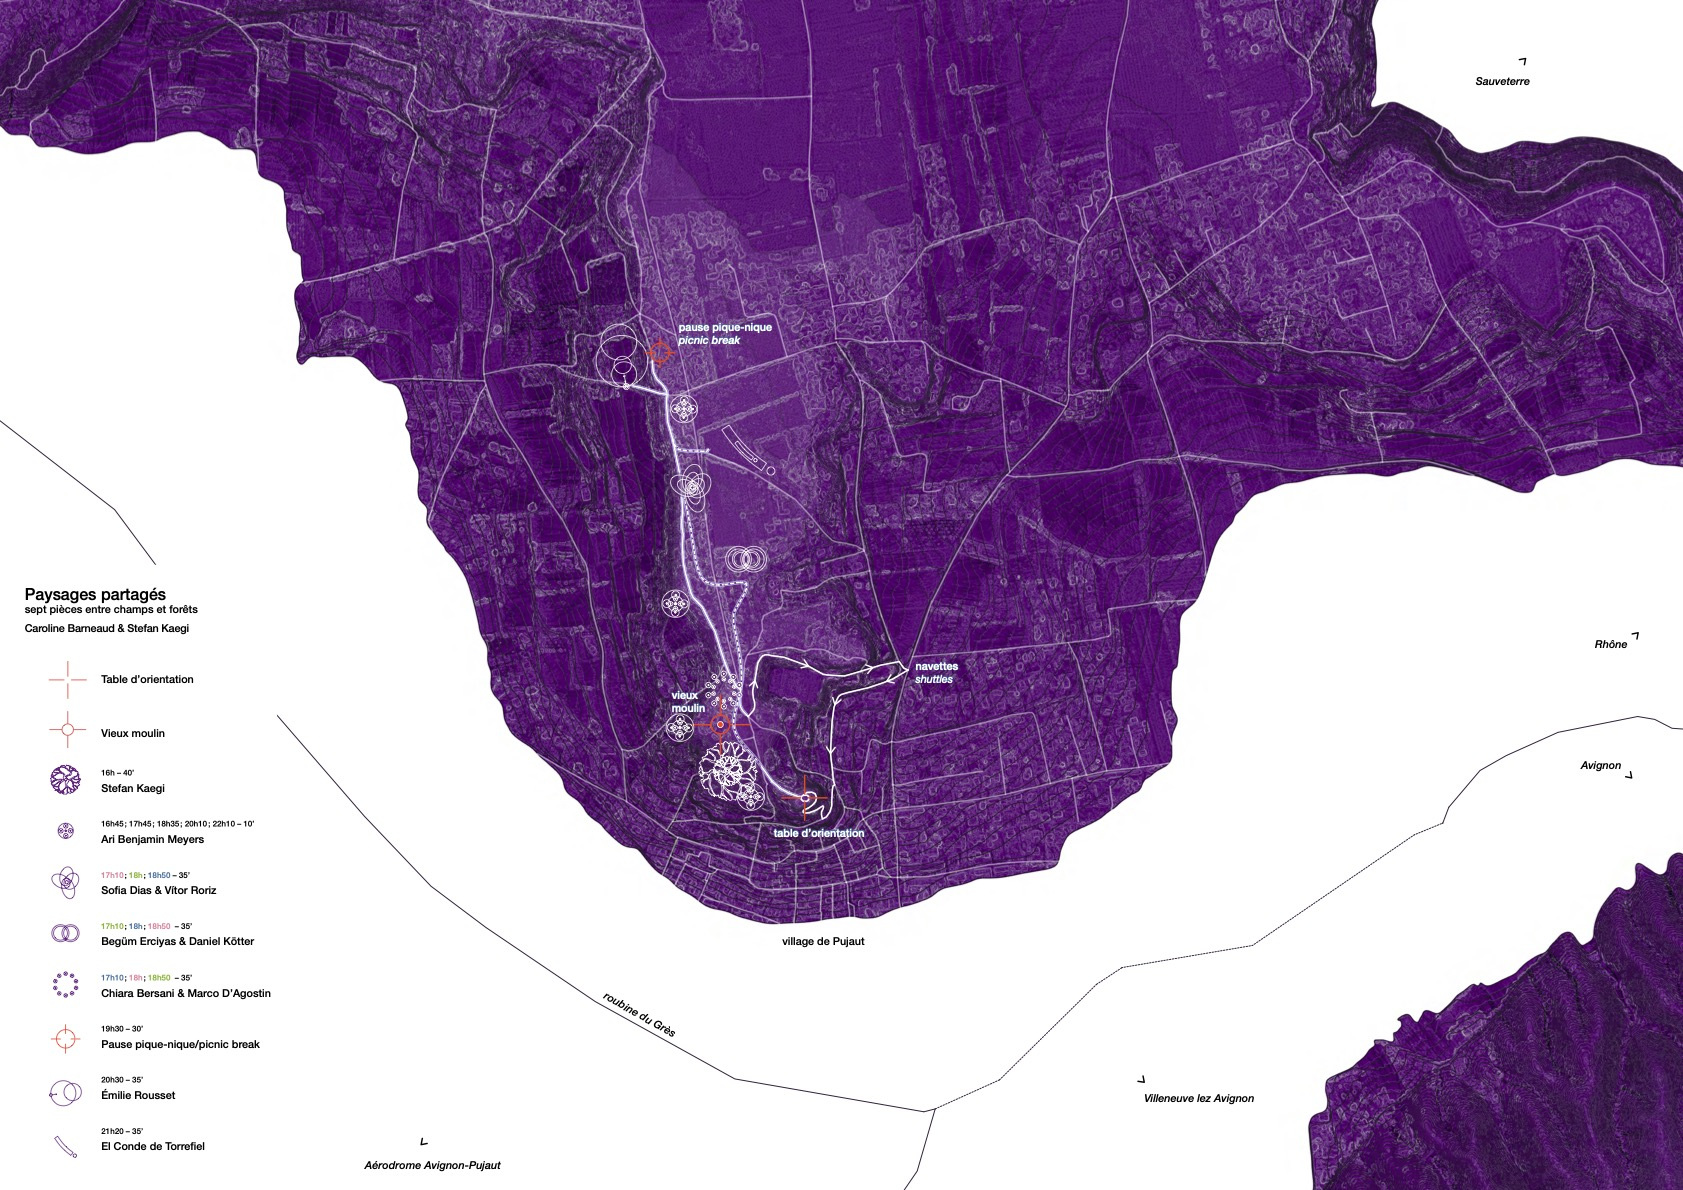 Sauveterre
pause pique-nique
picnic break
navettes
shuttles
vieux
moulin
table d'orientation
village de Pujaut
Rhône
Avignon
Villeneuve lez Avignon
roubine du Grès
Aérodrome Avignon-Pujaut
Paysages partagés
sept pièces entre champs et forêts
Caroline Barneaud & Stefan Kaegi
Table d'orientation
Vieux moulin
16h – 40'
Stefan Kaegi
16h45 ; 17h45 ; 18h35 ; 20h10 ; 22h10 – 10'
Ari Benjamin Meyers
17h10 ; 18h ; 18h50 – 35'
Sofia Dias & Vítor Roriz
17h10 ; 18h ; 18h50 – 35'
Begüm Erciyas & Daniel Kötter
17h10 ; 18h ; 18h50 – 35'
Chiara Bersani & Marco D'Agostin
19h30 – 30'
Pause pique-nique/picnic break
20h30 – 35'
Émilie Rousset
21h20 – 35'
El Conde de Torrefiel